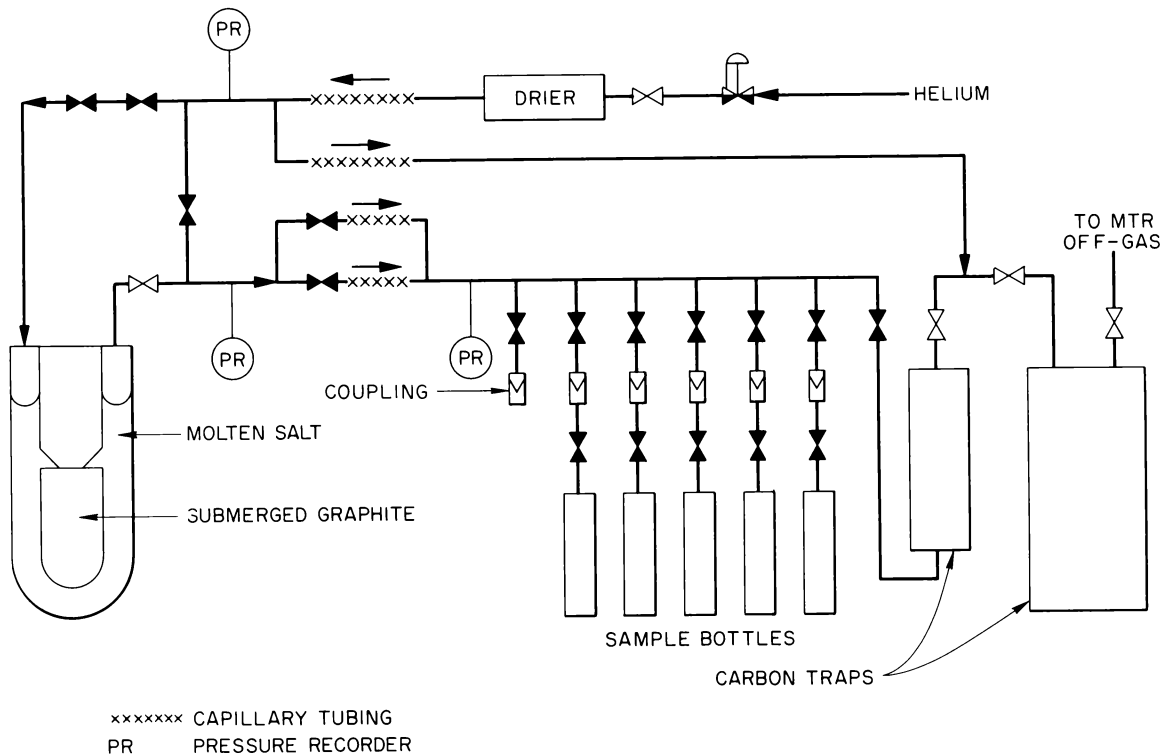 PR
DRIER
HELIUM
TO MTR
OFF-GAS
PR
PR
COUPLING
MOLTEN SALT
SUBMERGED GRAPHITE
SAMPLE BOTTLES
CARBON TRAPS
xxxxxxx CAPILLARY TUBING
PR PRESSURE RECORDER